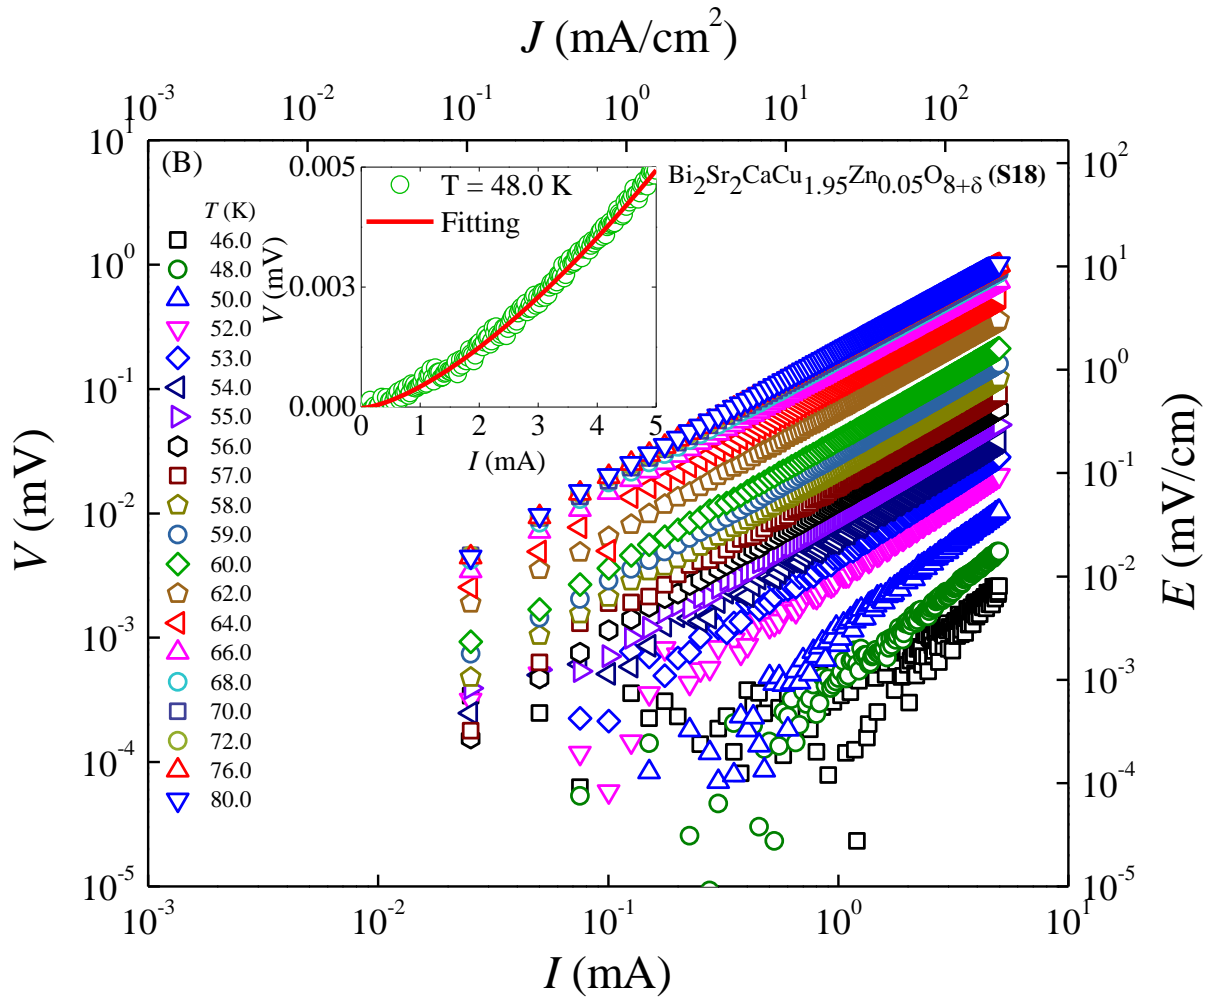 J (mA/cm²)
10⁻³ 10⁻² 10⁻¹ 10⁰ 10¹ 10²
(B)
Bi₂Sr₂CaCu₁.₉₅Zn₀.₀₅O₈₊δ (S18)
T = 48.0 K
Fitting
0.005
0.003
0.000
V (mV)
0 1 2 3 4 5
I (mA)
T (K)
46.0
48.0
50.0
52.0
53.0
54.0
55.0
56.0
57.0
58.0
59.0
60.0
62.0
64.0
66.0
68.0
70.0
72.0
76.0
80.0
V (mV)
10¹
10⁰
10⁻¹
10⁻²
10⁻³
10⁻⁴
10⁻⁵
E (mV/cm)
10²
10¹
10⁰
10⁻¹
10⁻²
10⁻³
10⁻⁴
10⁻⁵
10⁻³ 10⁻² 10⁻¹ 10⁰ 10¹
I (mA)